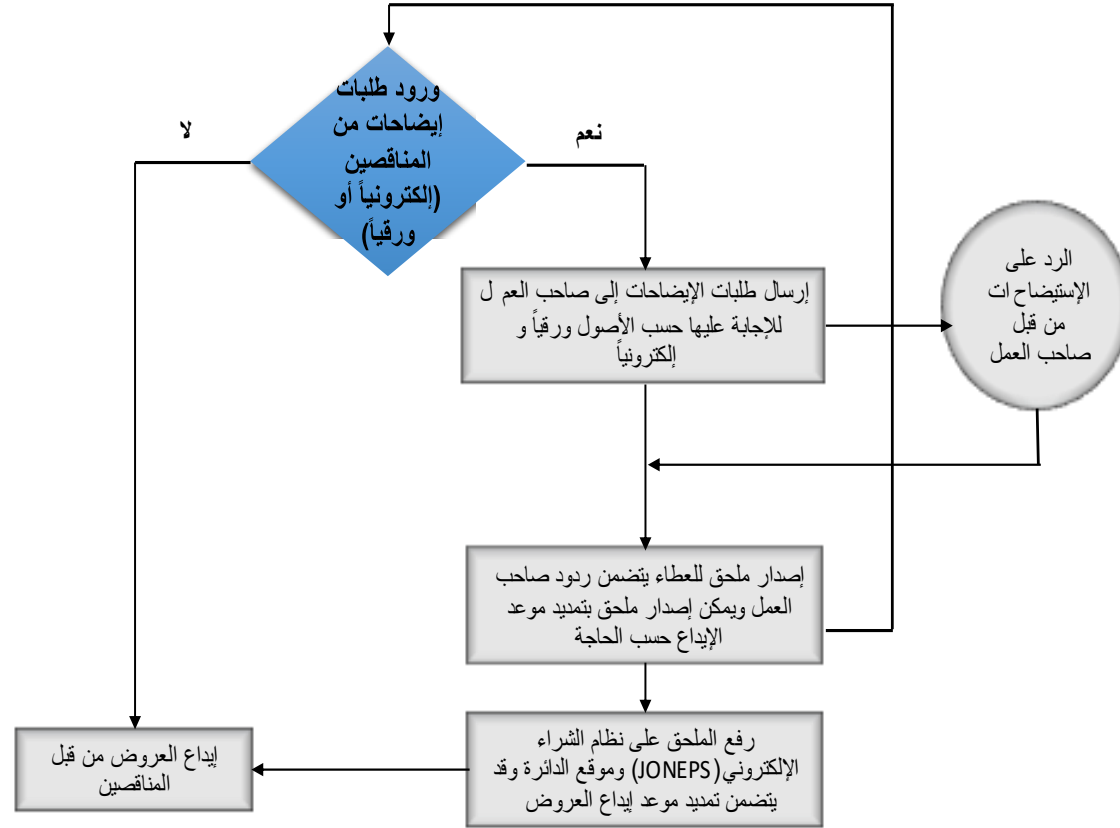 ورود طلبات
إيضاحات من
المناقصين
(إلكترونياً أو
ورقياً)
نعم
لا
إرسال طلبات الإيضاحات إلى صاحب العم ل
للإجابة عليها حسب الأصول ورقياً و
إلكترونياً
الرد على
الإستيضاح ات
من قبل
صاحب العمل
إصدار ملحق للعطاء يتضمن ردود صاحب
العمل ويمكن إصدار ملحق بتمديد موعد
الإيداع حسب الحاجة
رفع الملحق على نظام الشراء
الإلكتروني(JONEPS) وموقع الدائرة وقد
يتضمن تمديد موعد إيداع العروض
إيداع العروض من قبل
المناقصين